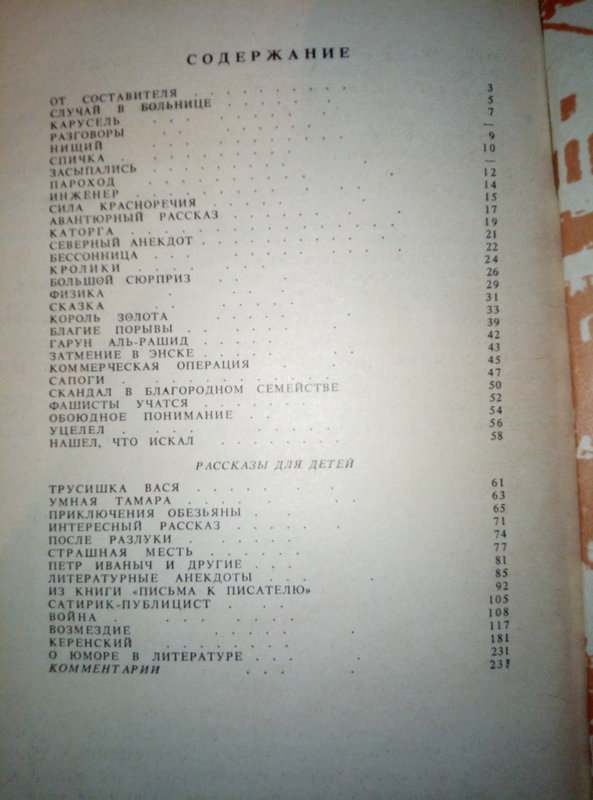 СОДЕРЖАНИЕ
ОТ СОСТАВИТЕЛЯ . . . . . . . . . 3
СЛУЧАЙ В БОЛЬНИЦЕ . . . . . . . 5
КАРУСЕЛЬ . . . . . . . . . 7
РАЗГОВОРЫ . . . . . . . . —
НИЩИЙ . . . . . . . . . 9
СПИЧКА . . . . . . . . . 10
ЗАСЫПАЛИСЬ . . . . . . . . —
ПАРОХОД . . . . . . . . . 12
ИНЖЕНЕР . . . . . . . . . 14
СИЛА КРАСНОРЕЧИЯ . . . . . . . 15
АВАНТЮРНЫЙ РАССКАЗ . . . . . . 17
КАТОРГА . . . . . . . . . 19
СЕВЕРНЫЙ АНЕКДОТ . . . . . . . 21
БЕССОННИЦА . . . . . . . . 22
КРОЛИКИ . . . . . . . . . 24
БОЛЬШОЙ СЮРПРИЗ . . . . . . . 26
ФИЗИКА . . . . . . . . . 29
СКАЗКА . . . . . . . . . 31
КОРОЛЬ ЗОЛОТА . . . . . . . . 33
БЛАГИЕ ПОРЫВЫ . . . . . . . . 39
ГАРУН АЛЬ-РАШИД . . . . . . . 42
ЗАТМЕНИЕ В ЭНСКЕ . . . . . . . 43
КОММЕРЧЕСКАЯ ОПЕРАЦИЯ . . . . . 45
САПОГИ . . . . . . . . . 47
СКАНДАЛ В БЛАГОРОДНОМ СЕМЕЙСТВЕ 50
ФАШИСТЫ УЧАТСЯ . . . . . . . 52
ОБОЮДНОЕ ПОНИМАНИЕ . . . . . . 54
УЦЕЛЕЛ . . . . . . . . . 56
НАШЕЛ, ЧТО ИСКАЛ . . . . . . . 58
РАССКАЗЫ ДЛЯ ДЕТЕЙ
ТРУСИШКА ВАСЯ . . . . . . . . 61
УМНАЯ ТАМАРА . . . . . . . . 63
ПРИКЛЮЧЕНИЯ ОБЕЗЬЯНЫ . . . . . 65
ИНТЕРЕСНЫЙ РАССКАЗ . . . . . . 71
ПОСЛЕ РАЗЛУКИ . . . . . . . . 74
СТРАШНАЯ МЕСТЬ . . . . . . . 77
ПЕТР ИВАНЫЧ И ДРУГИЕ . . . . . 81
ЛИТЕРАТУРНЫЕ АНЕКДОТЫ . . . . . 85
ИЗ КНИГИ «ПИСЬМА К ПИСАТЕЛЮ» 92
САТИРИК-ПУБЛИЦИСТ . . . . . . 105
ВОЙНА . . . . . . . . . 108
ВОЗМЕЗДИЕ . . . . . . . . 117
КЕРЕНСКИЙ . . . . . . . . 181
О ЮМОРЕ В ЛИТЕРАТУРЕ . . . . . 231
КОММЕНТАРИИ . . . . 238